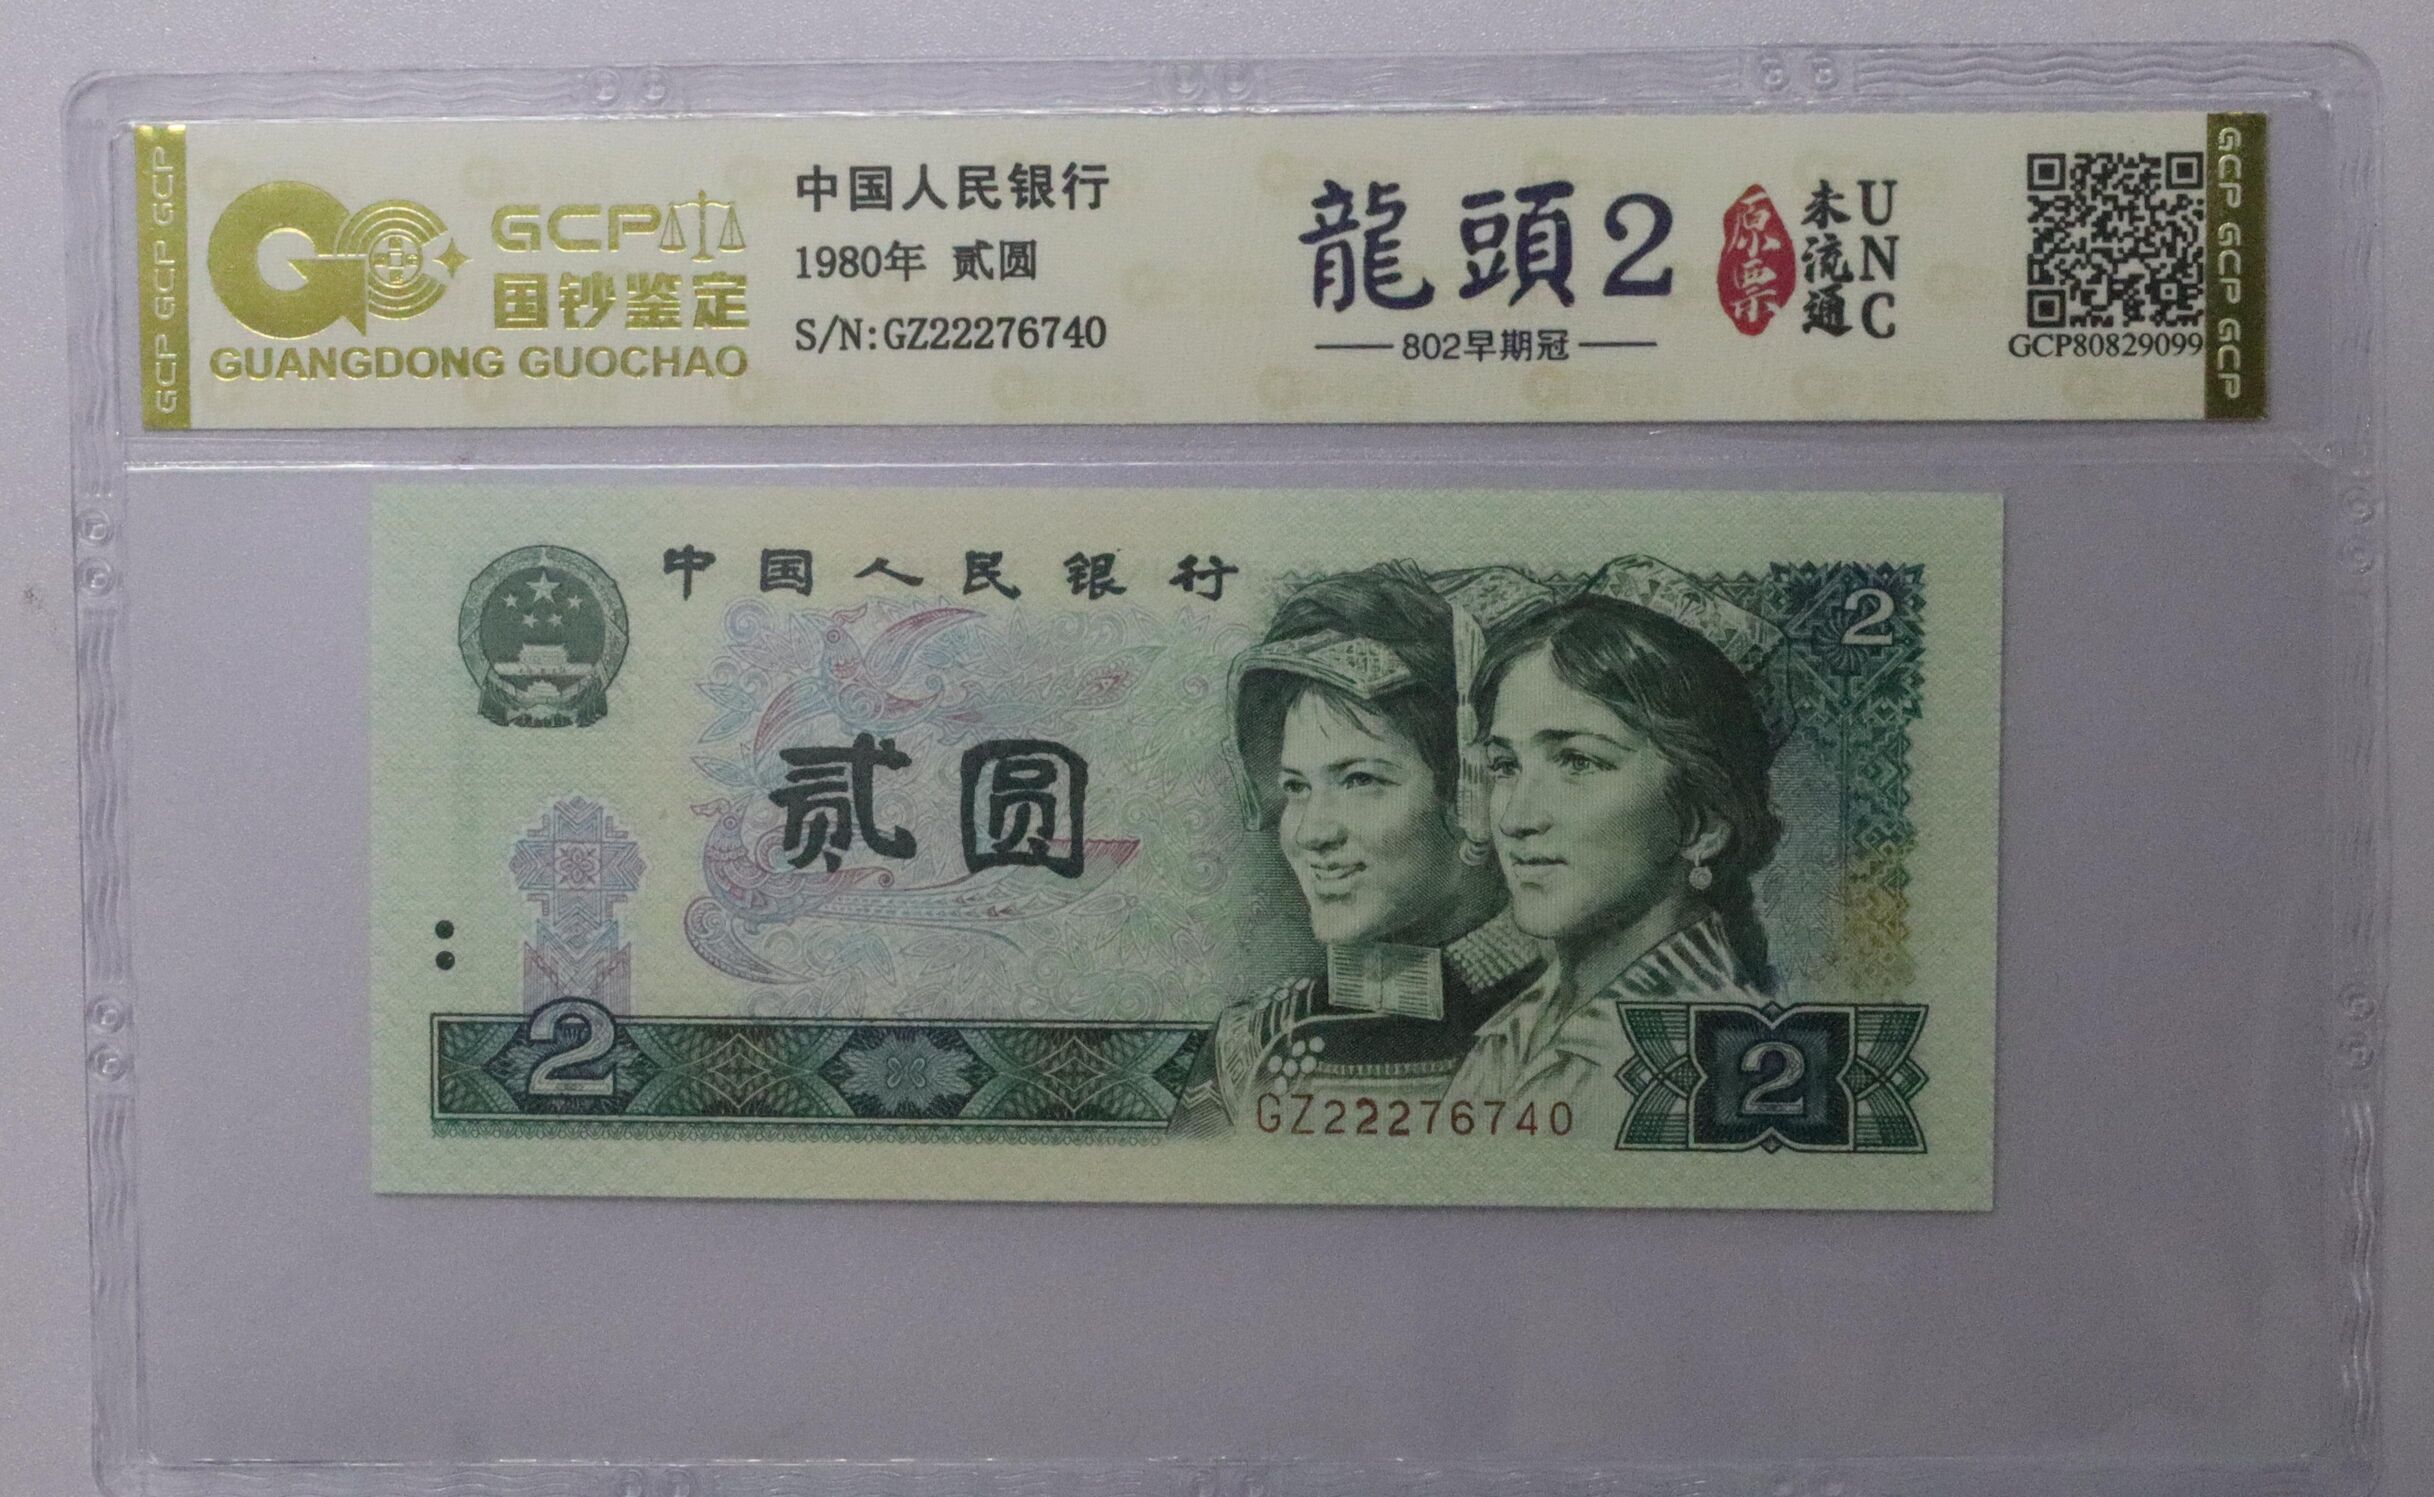 GCP GCP GCP
GCP
国钞鉴定
GUANGDONG GUOCHAO
中国人民银行
1980年 贰圆
S/N:GZ22276740
龍頭2
802早期冠
原票
未流通
UNC
GCP80829099
GCP GCP GCP
中国人民银行
2
贰圆
2
GZ22276740
2